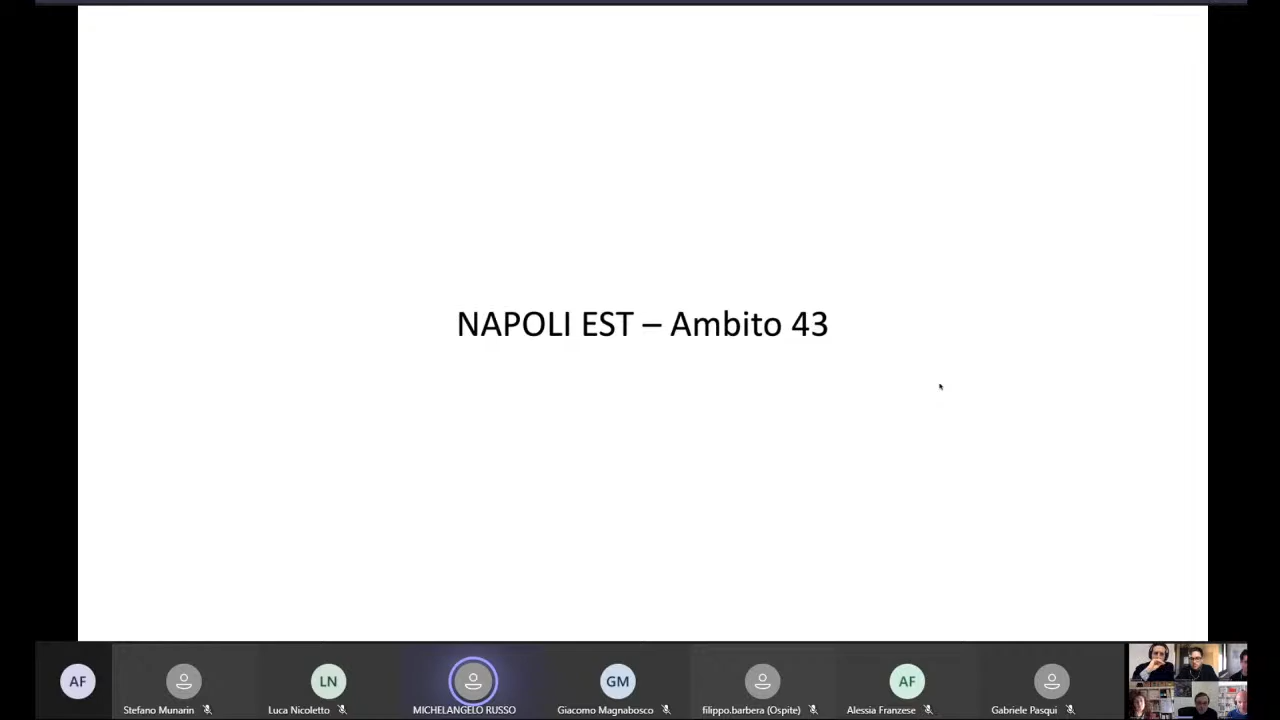 NAPOLI EST – Ambito 43
AF
Stefano Munarin
LN
Luca Nicoletto
MICHELANGELO RUSSO
GM
Giacomo Magnabosco
filippo.barbera (Ospite)
AF
Alessia Franzese
Gabriele Pasqui